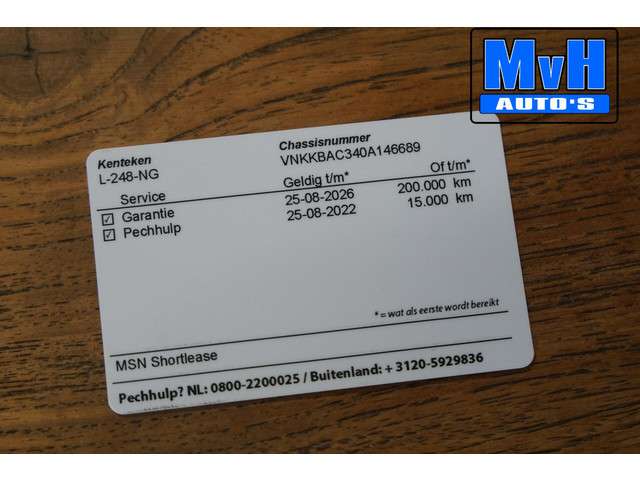 MvH
AUTO'S
Kenteken Chassisnummer
L-248-NG VNKKBAC340A146689
Service Geldig t/m* Of t/m*
☑ Garantie 25-08-2026 200.000 km
☑ Pechhulp 25-08-2022 15.000 km
* = wat als eerste wordt bereikt
MSN Shortlease
Pechhulp? NL: 0800-2200025 / Buitenland: + 3120-5929836